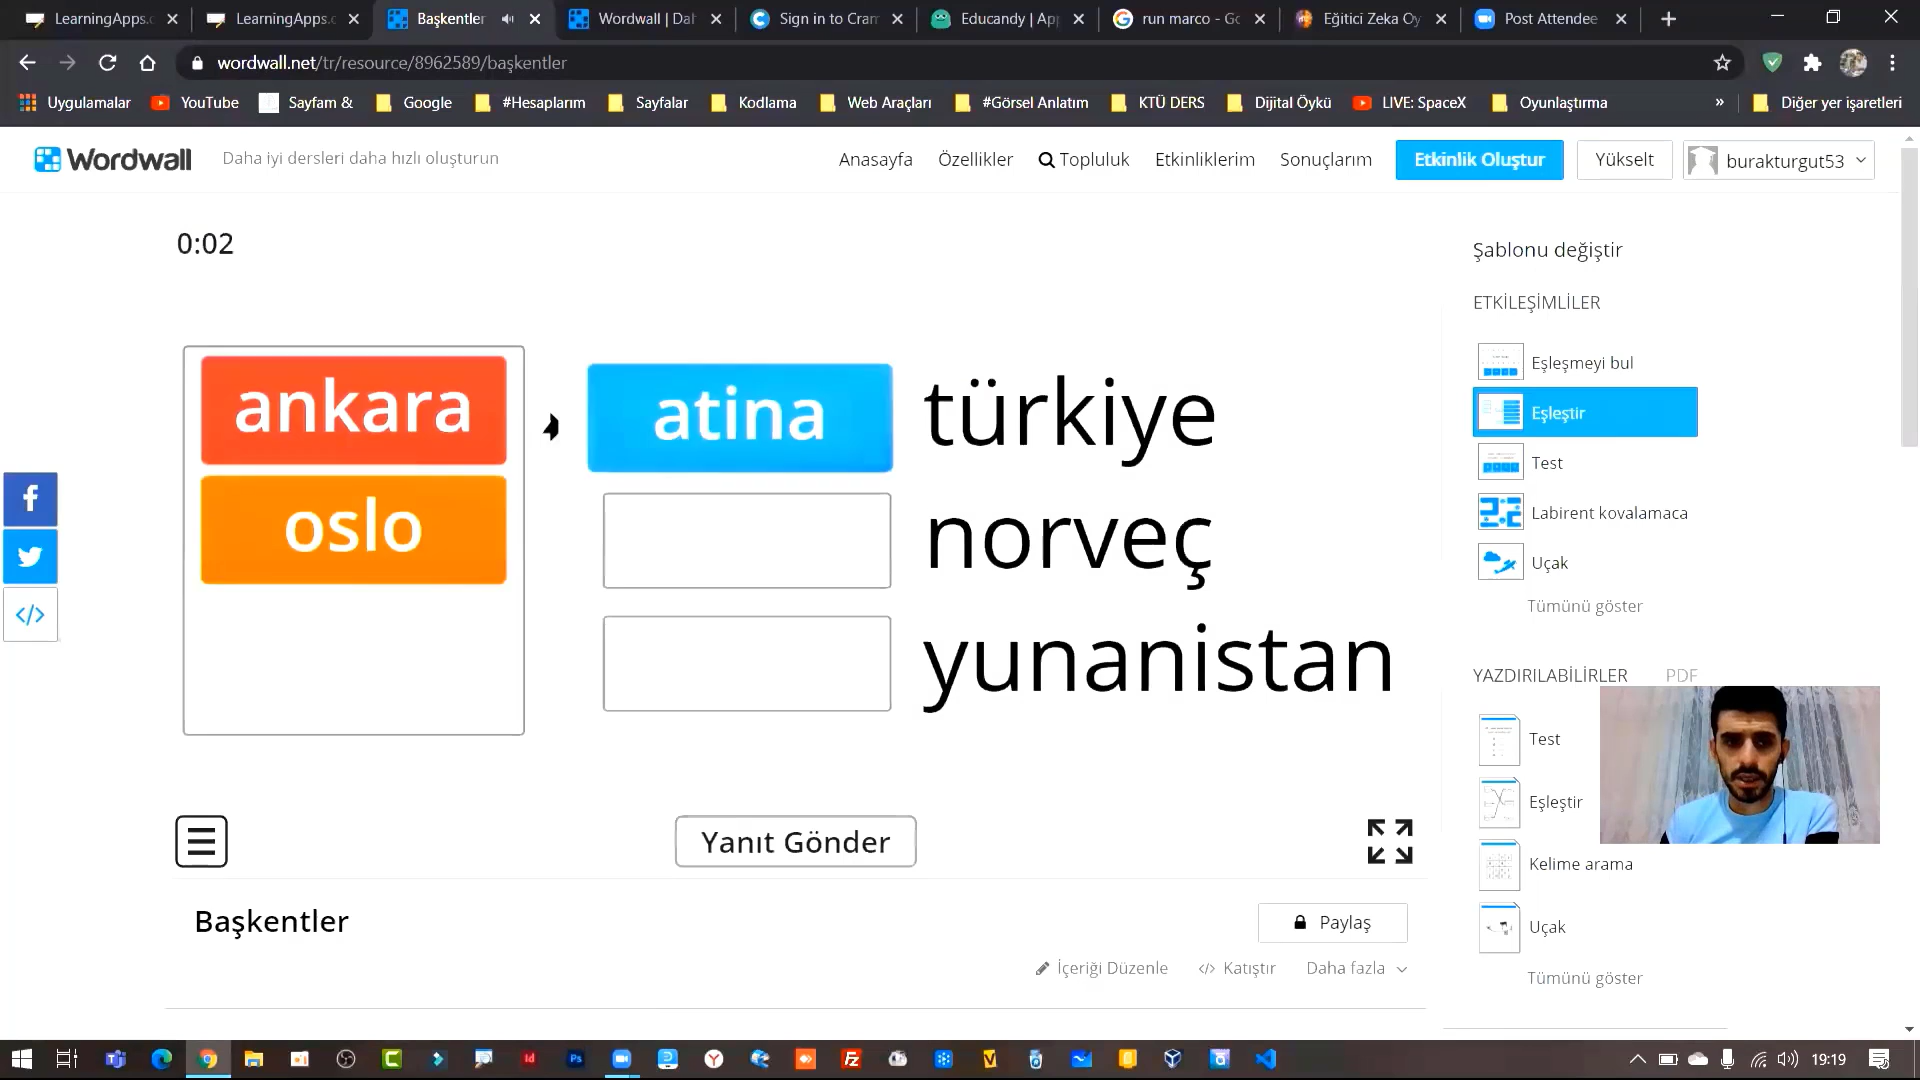 LearningApps.c
LearningApps.c
Başkentler
Wordwall | Dah
Sign in to Cram
Educandy | App
run marco - Go
Eğitici Zeka Oy
Post Attendee
wordwall.net/tr/resource/8962589/başkentler
Uygulamalar
YouTube
Sayfam &
Google
#Hesaplarım
Sayfalar
Kodlama
Web Araçları
#Görsel Anlatım
KTÜ DERS
Dijital Öykü
LIVE: SpaceX
Oyunlaştırma
»
Diğer yer işaretleri
Wordwall
Daha iyi dersleri daha hızlı oluşturun
Anasayfa
Özellikler
Topluluk
Etkinliklerim
Sonuçlarım
Etkinlik Oluştur
Yükselt
burakturgut53
0:02
ankara
oslo
atina
türkiye
norveç
yunanistan
Yanıt Gönder
Başkentler
Paylaş
İçeriği Düzenle
Katıştır
Daha fazla
Şablonu değiştir
ETKİLEŞİMLİLER
Eşleşmeyi bul
Eşleştir
Test
Labirent kovalamaca
Uçak
Tümünü göster
YAZDIRILABİLİRLER
PDF
Test
Eşleştir
Kelime arama
Uçak
Tümünü göster
19:19